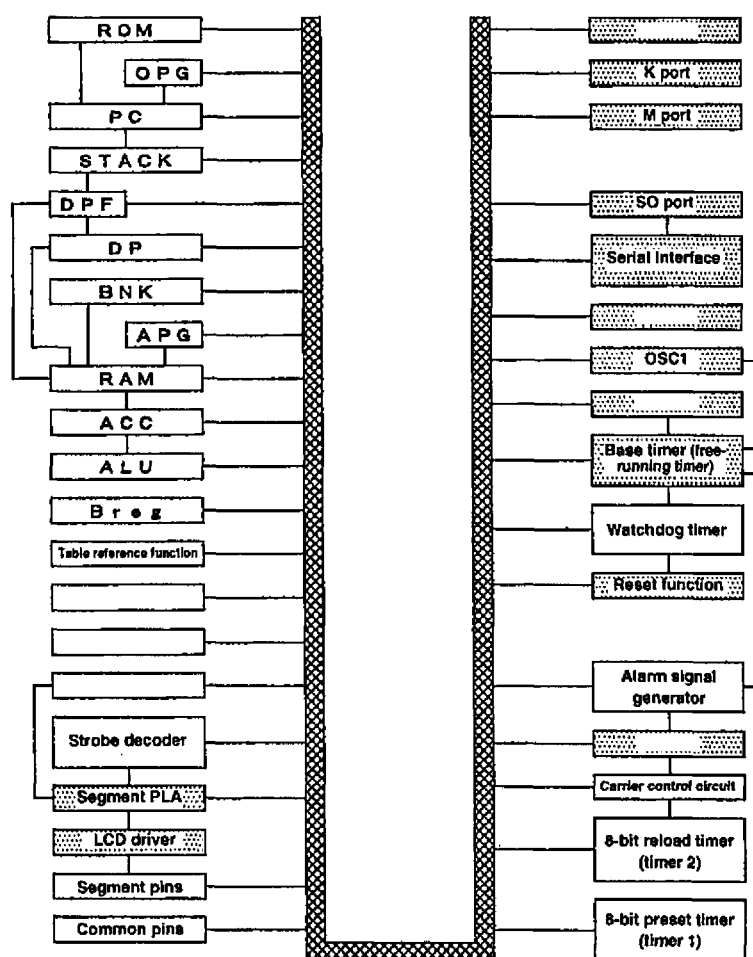 ROM
OPG
PC
STACK
DPF
DP
BNK
APG
RAM
ACC
ALU
Breg
Table reference function
Strobe decoder
Segment PLA
LCD driver
Segment pins
Common pins
K port
M port
SO port
Serial interface
OSC1
Base timer (free-
running timer)
Watchdog timer
Reset function
Alarm signal
generator
Carrier control circuit
8-bit reload timer
(timer 2)
8-bit preset timer
(timer 1)